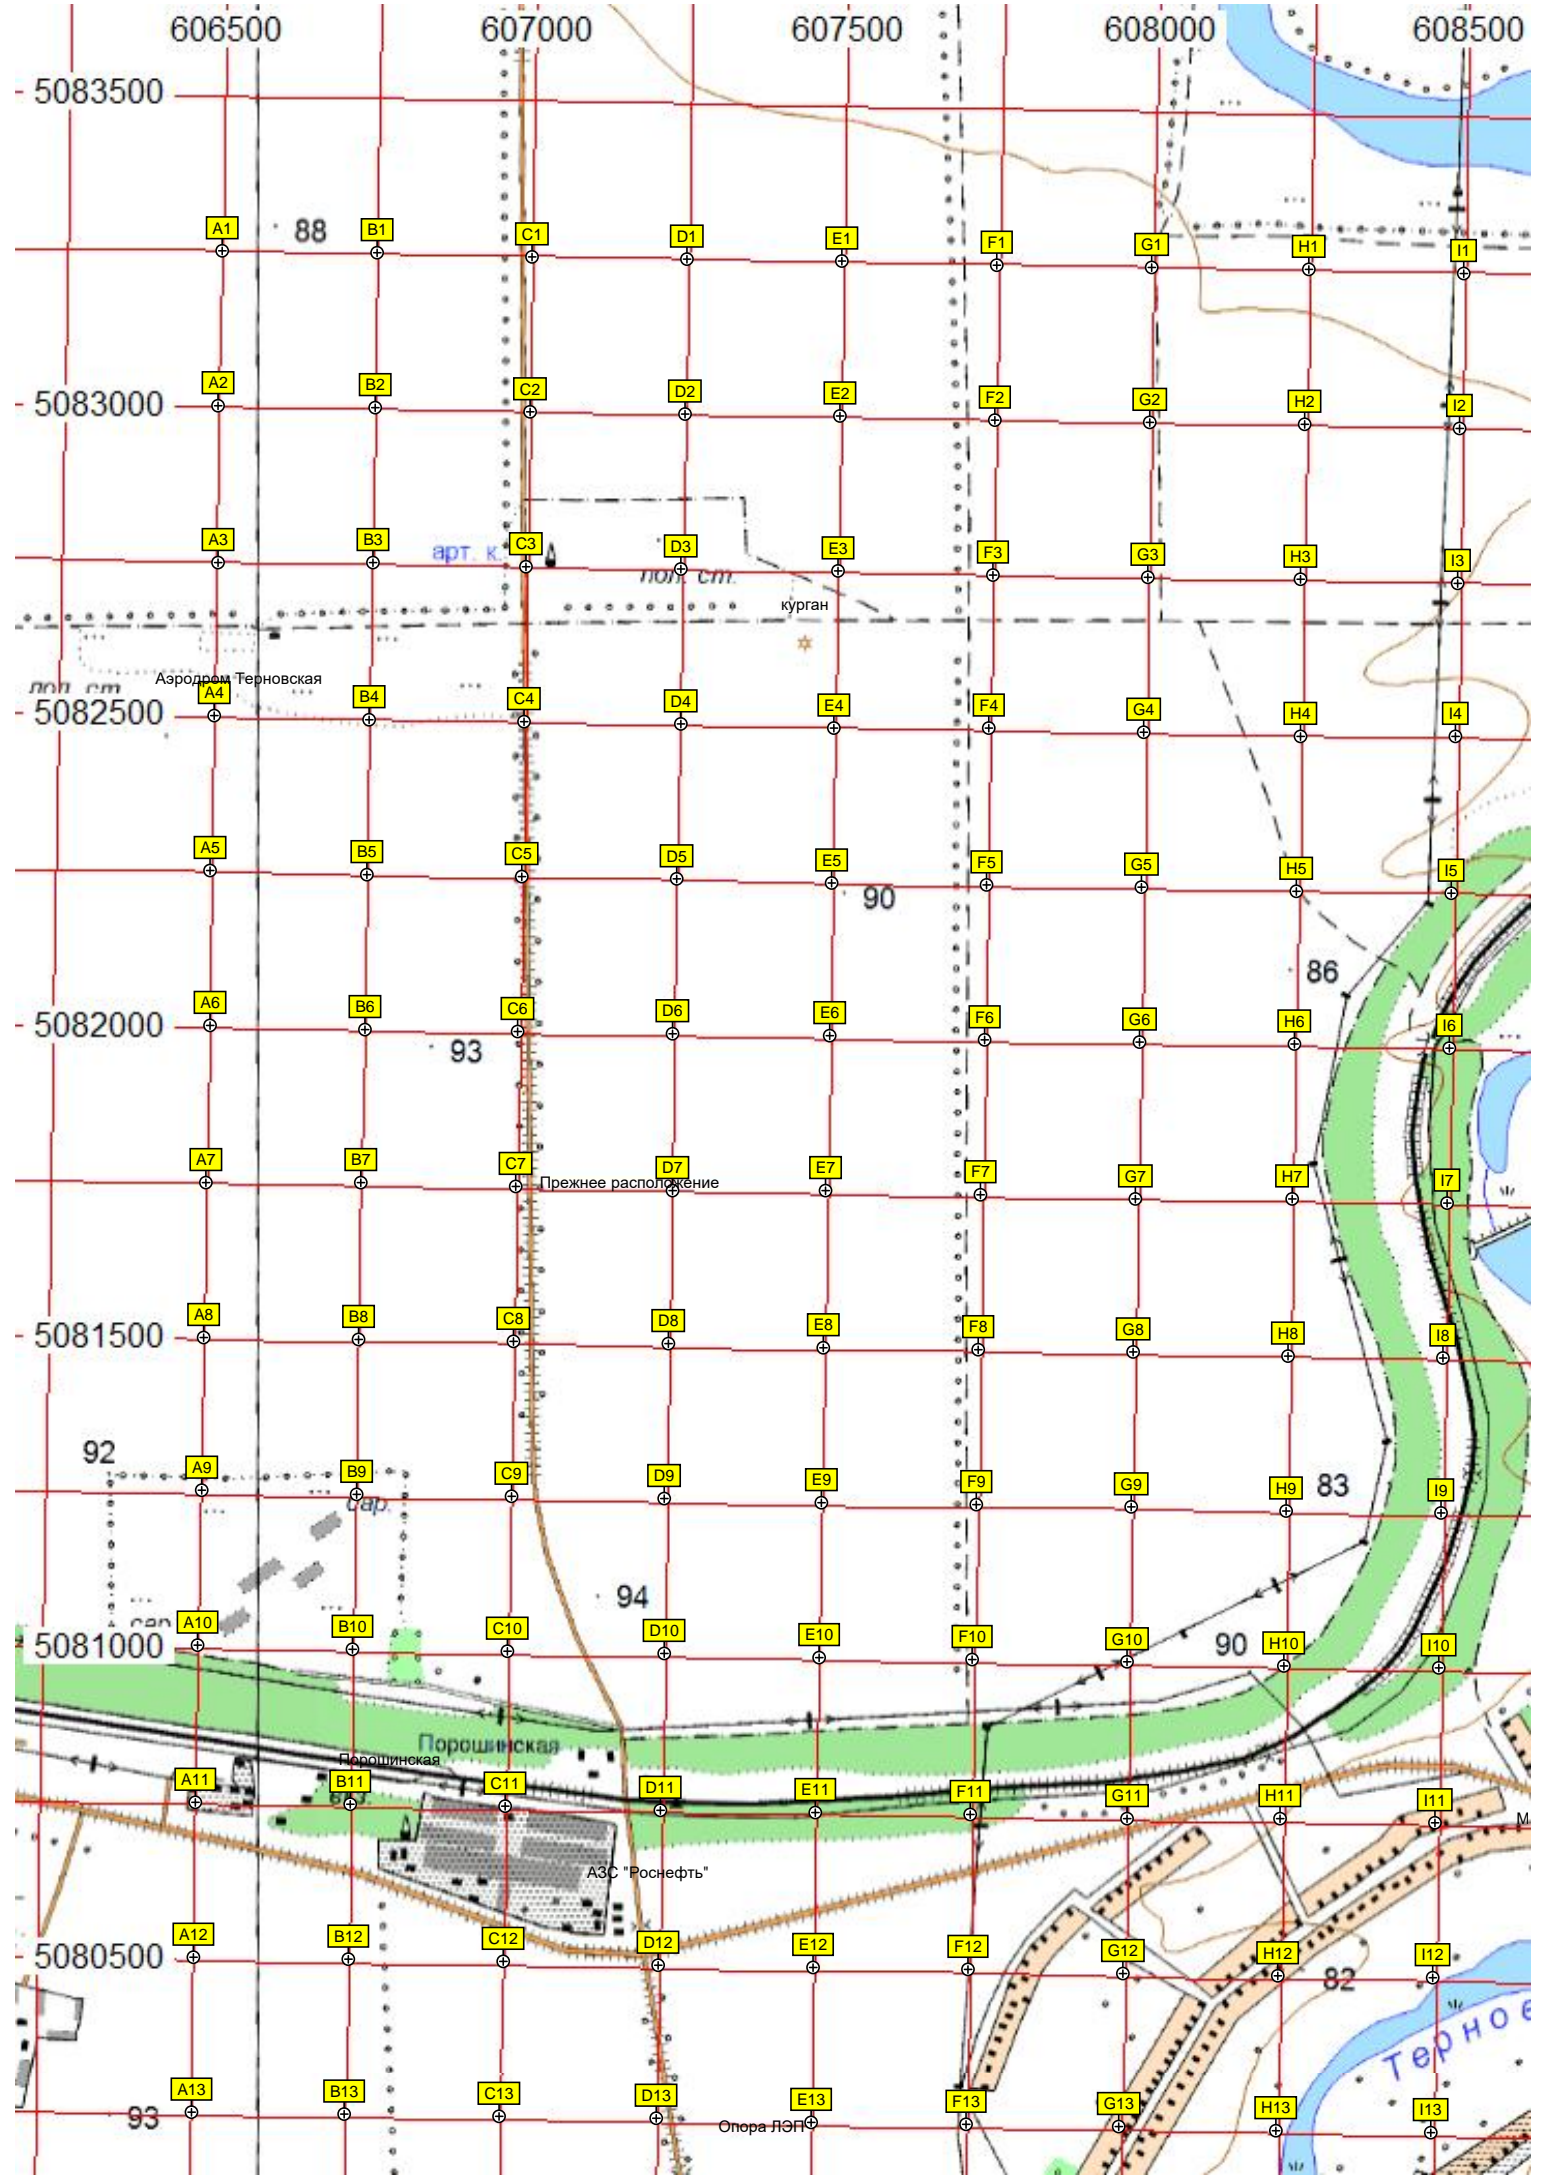 606500 607000 607500 608000 608500
5083500
A1 88 B1 C1 D1 E1 F1 G1 H1 I1
5083000 A2 B2 C2 D2 E2 F2 G2 H2 I2
A3 B3 арт. к. C3 D3 E3 F3 G3 H3 I3
пол. ст.
курган
Аэродром Терновская
пол. ст.
5082500 A4 B4 C4 D4 E4 F4 G4 H4 I4
A5 B5 C5 D5 E5 F5 G5 H5 I5
90
86
5082000 A6 B6 C6 D6 E6 F6 G6 H6 I6
93
A7 B7 C7 D7 E7 F7 G7 H7 I7
Прежнее расположение
5081500 A8 B8 C8 D8 E8 F8 G8 H8 I8
92
A9 B9 C9 D9 E9 F9 G9 H9 83 I9
сар.
94
сар.
5081000 A10 B10 C10 D10 E10 F10 G10 90 H10 I10
Порошинская
Порошинская
A11 B11 C11 D11 E11 F11 G11 H11 I11
АЗС "Роснефть"
5080500 A12 B12 C12 D12 E12 F12 G12 H12 I12
82
Терное
A13 B13 C13 D13 E13 F13 G13 H13 I13
93
Опора ЛЭП